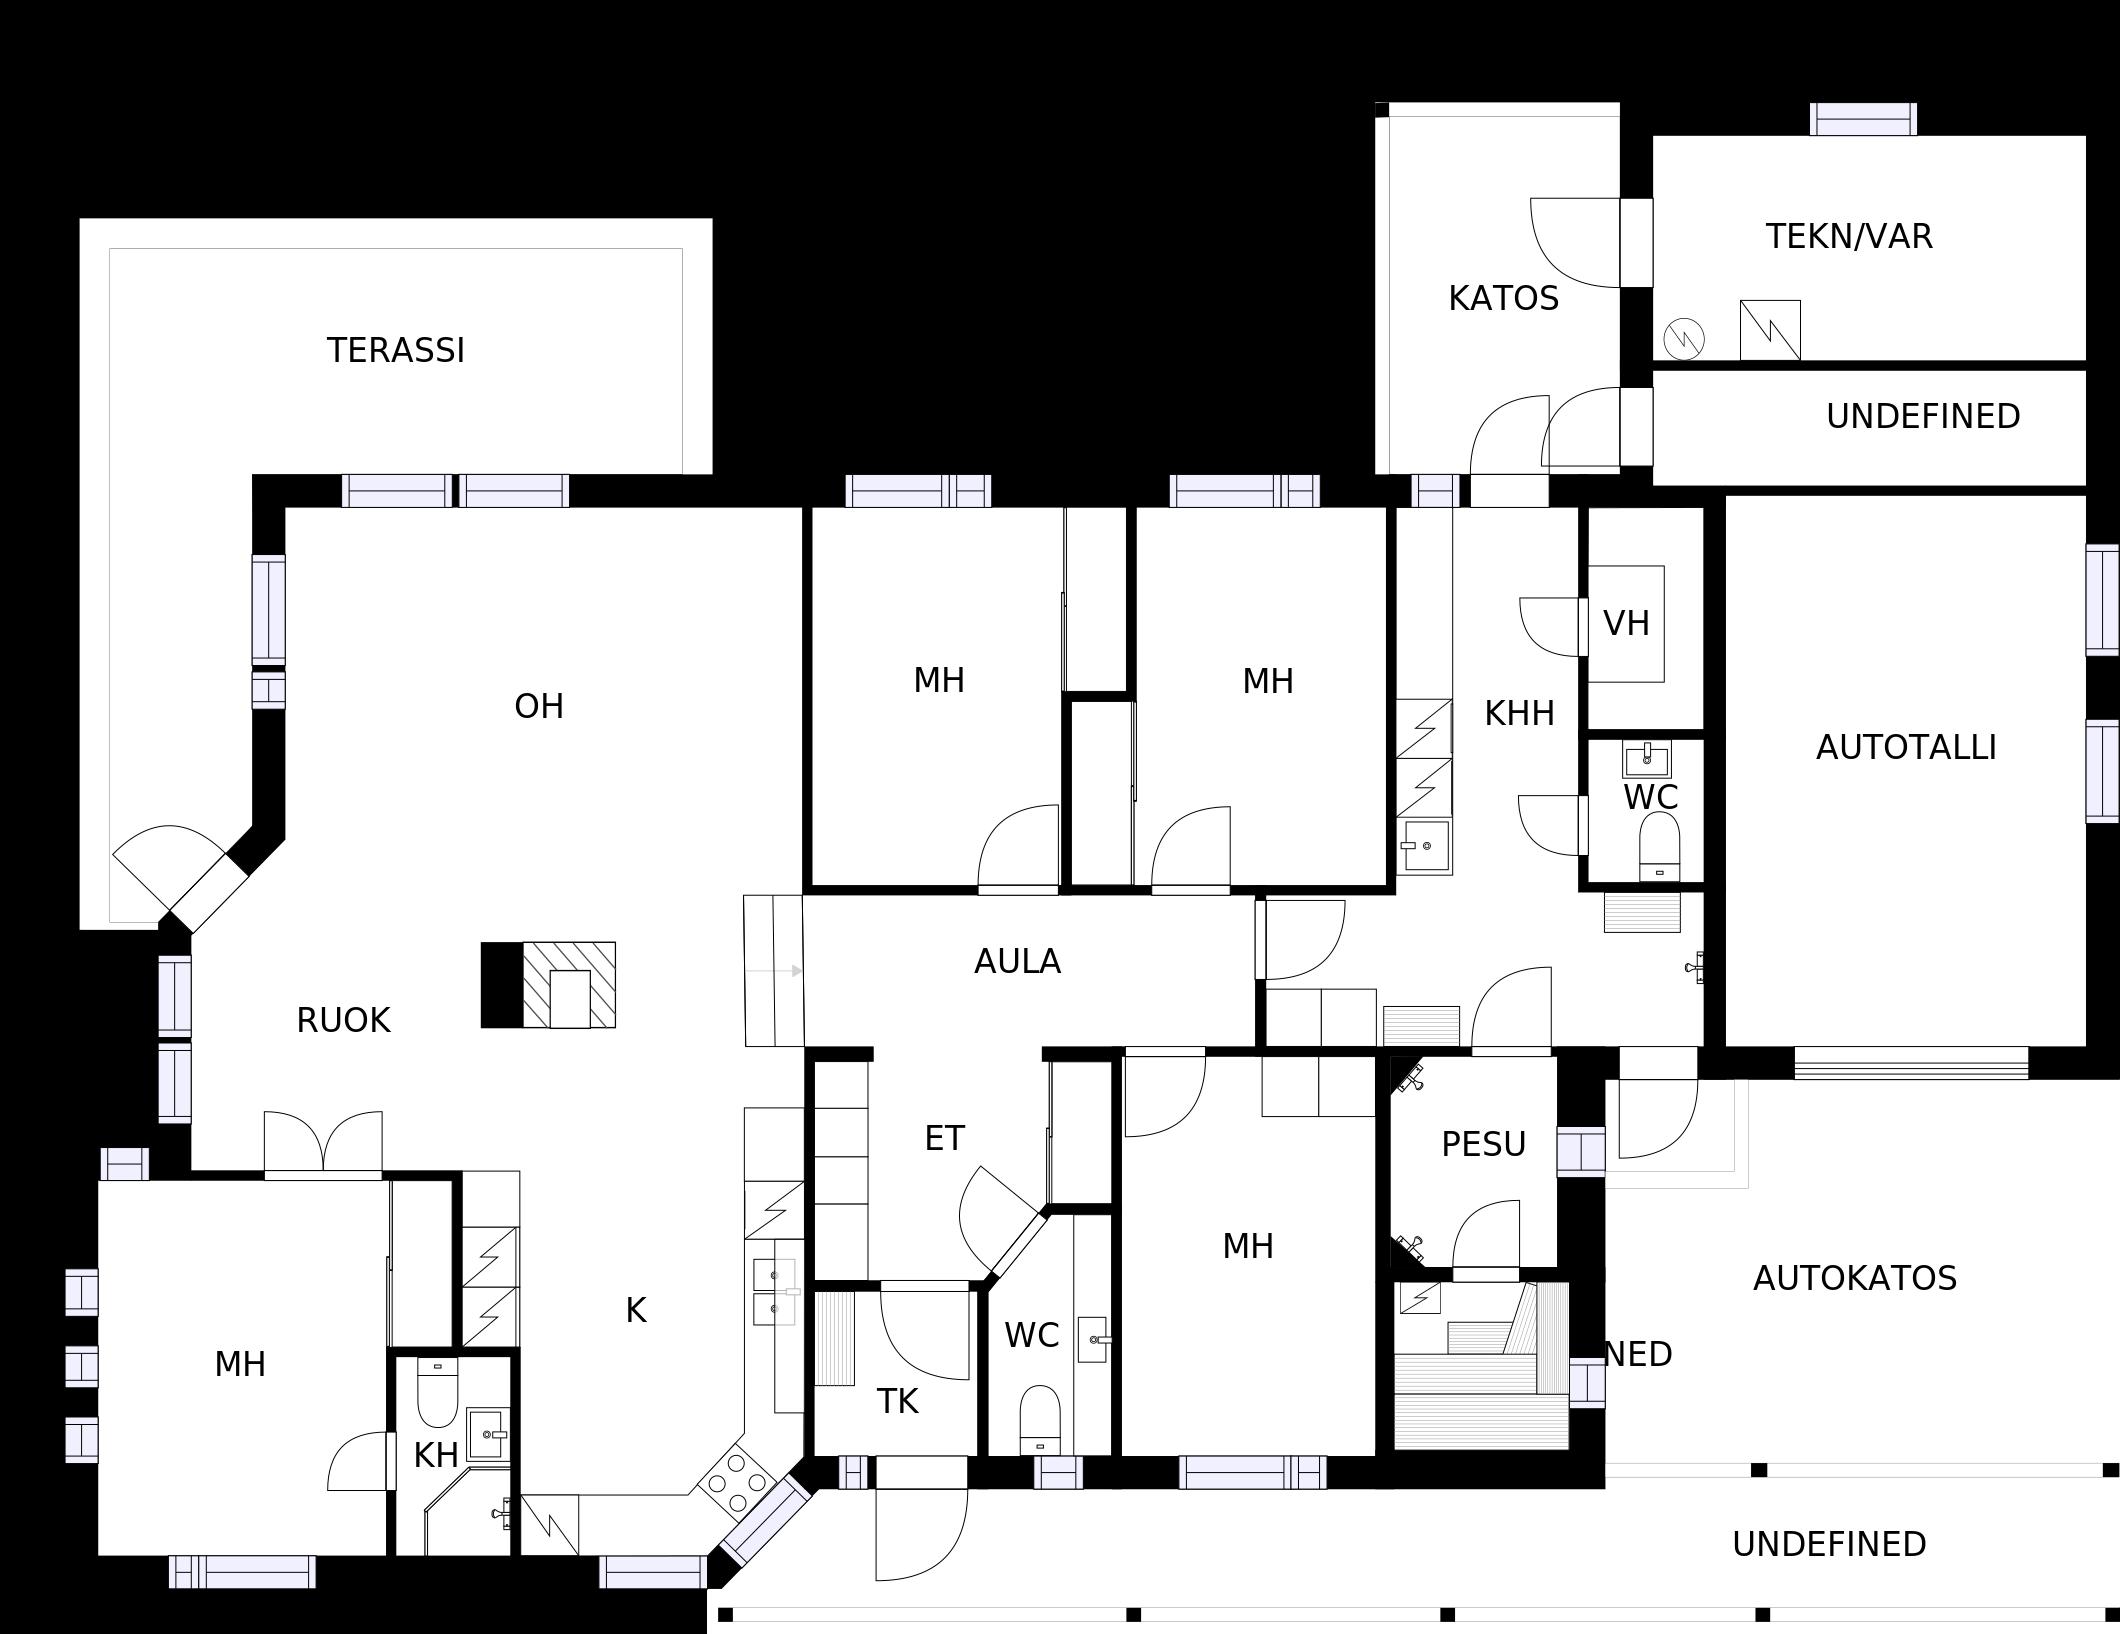 TEKN/VAR
KATOS
TERASSI
UNDEFINED
VH
MH
MH
OH
KHH
AUTOTALLI
WC
AULA
RUOK
ET
PESU
MH
AUTOKATOS
K
WC
NED
MH
TK
KH
UNDEFINED